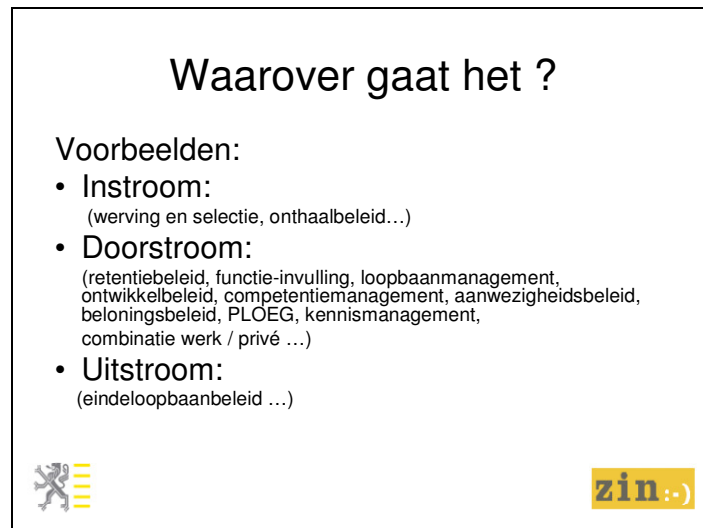 Waarover gaat het ?
Voorbeelden:
• Instroom:
(werving en selectie, onthaalbeleid…)
• Doorstroom:
(retentiebeleid, functie-invulling, loopbaanmanagement,
ontwikkelbeleid, competentiemanagement, aanwezigheidsbeleid,
beloningsbeleid, PLOEG, kennismanagement,
combinatie werk / privé …)
• Uitstroom:
(eindeloopbaanbeleid …)
zin :-)